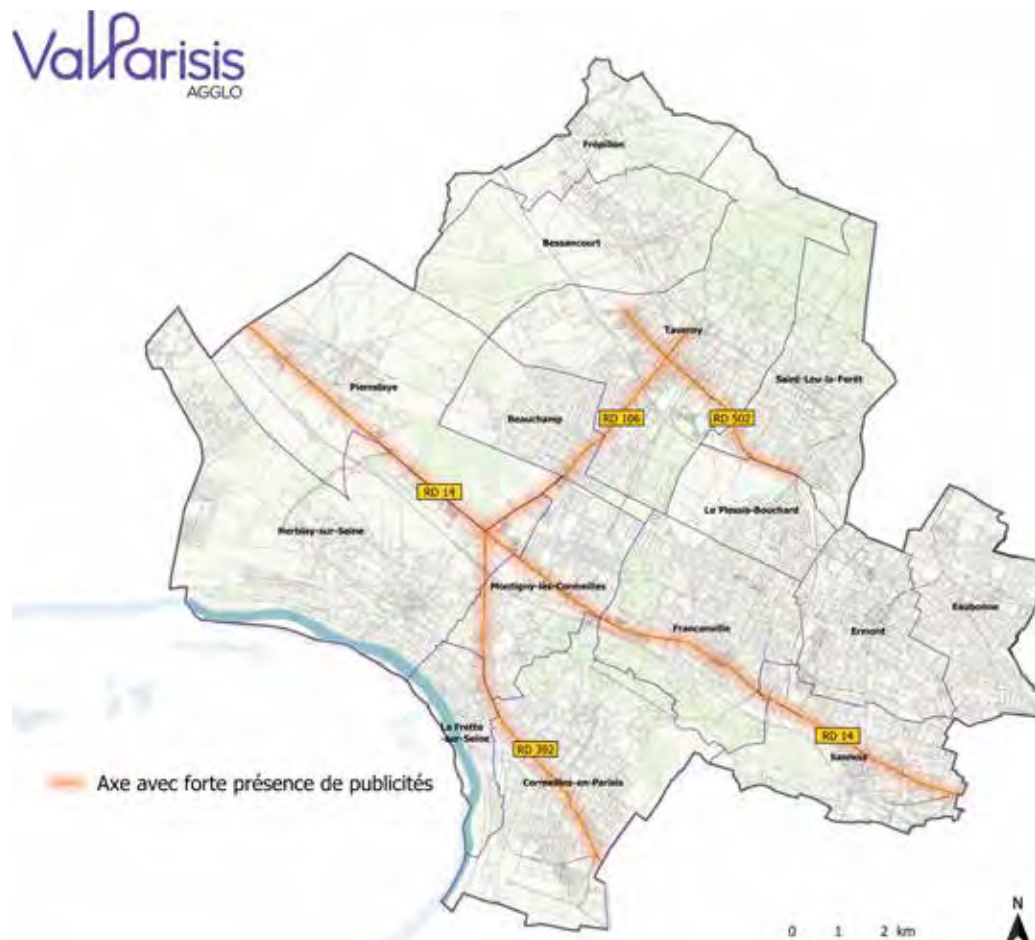 ValParisis
AGGLO
Frépillon
Bessancourt
Taverny
Saint-Leu-la-Forêt
Pierrelaye
Beauchamp
RD 106
RD 502
RD 14
Le Plessis-Bouchard
Herblay-sur-Seine
Montigny-lès-Cormeilles
Eaubonne
Franconville
Ermont
La Frette
-sur-Seine
RD 14
RD 392
Sannois
Cormeilles-en-Parisis
Axe avec forte présence de publicités
N
0 1 2 km